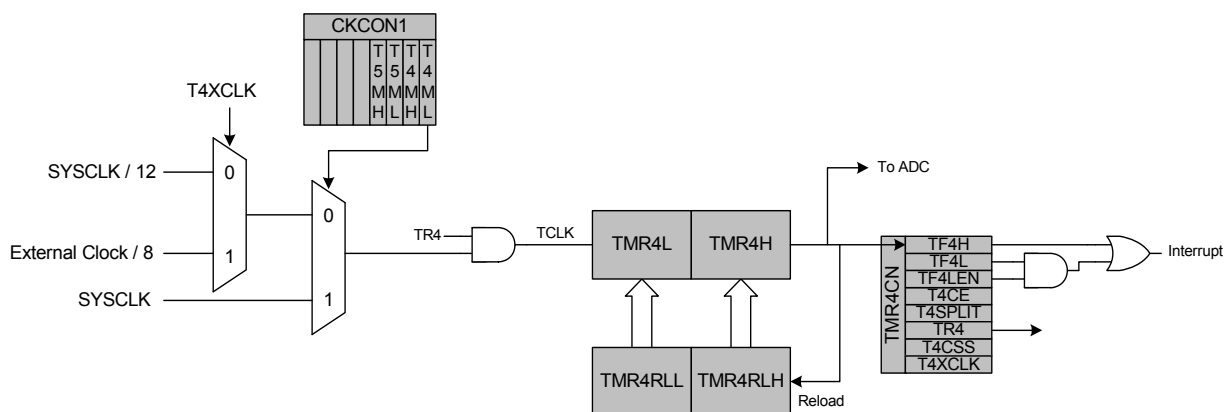 CKCON1
T5MH
T5ML
T4MH
T4ML
T4XCLK
SYSCLK / 12
0
External Clock / 8
1
SYSCLK
0
1
TR4
TCLK
TMR4L
TMR4H
To ADC
TMR4RLL
TMR4RLH
Reload
TMR4CN
TF4H
TF4L
TF4LEN
T4CE
T4SPLIT
TR4
T4CSS
T4XCLK
Interrupt